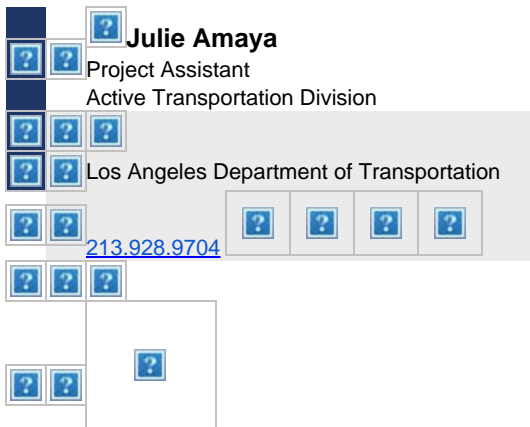 Julie Amaya
Project Assistant
Active Transportation Division
Los Angeles Department of Transportation
213.928.9704